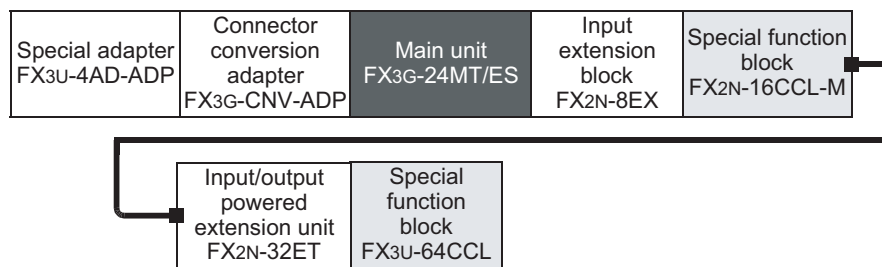 Special adapter
FX3U-4AD-ADP
Connector
conversion
adapter
FX3G-CNV-ADP
Main unit
FX3G-24MT/ES
Input
extension
block
FX2N-8EX
Special function
block
FX2N-16CCL-M
Input/output
powered
extension unit
FX2N-32ET
Special
function
block
FX3U-64CCL